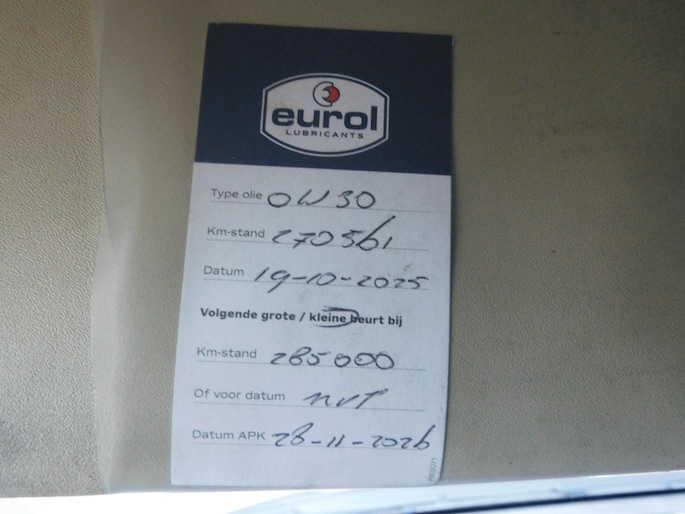 eurol
LUBRICANTS
Type olie 0W30
Km-stand 270561
Datum 19-10-2025
Volgende grote / kleine beurt bij
Km-stand 285000
Of voor datum nvt
Datum APK 28-11-2026